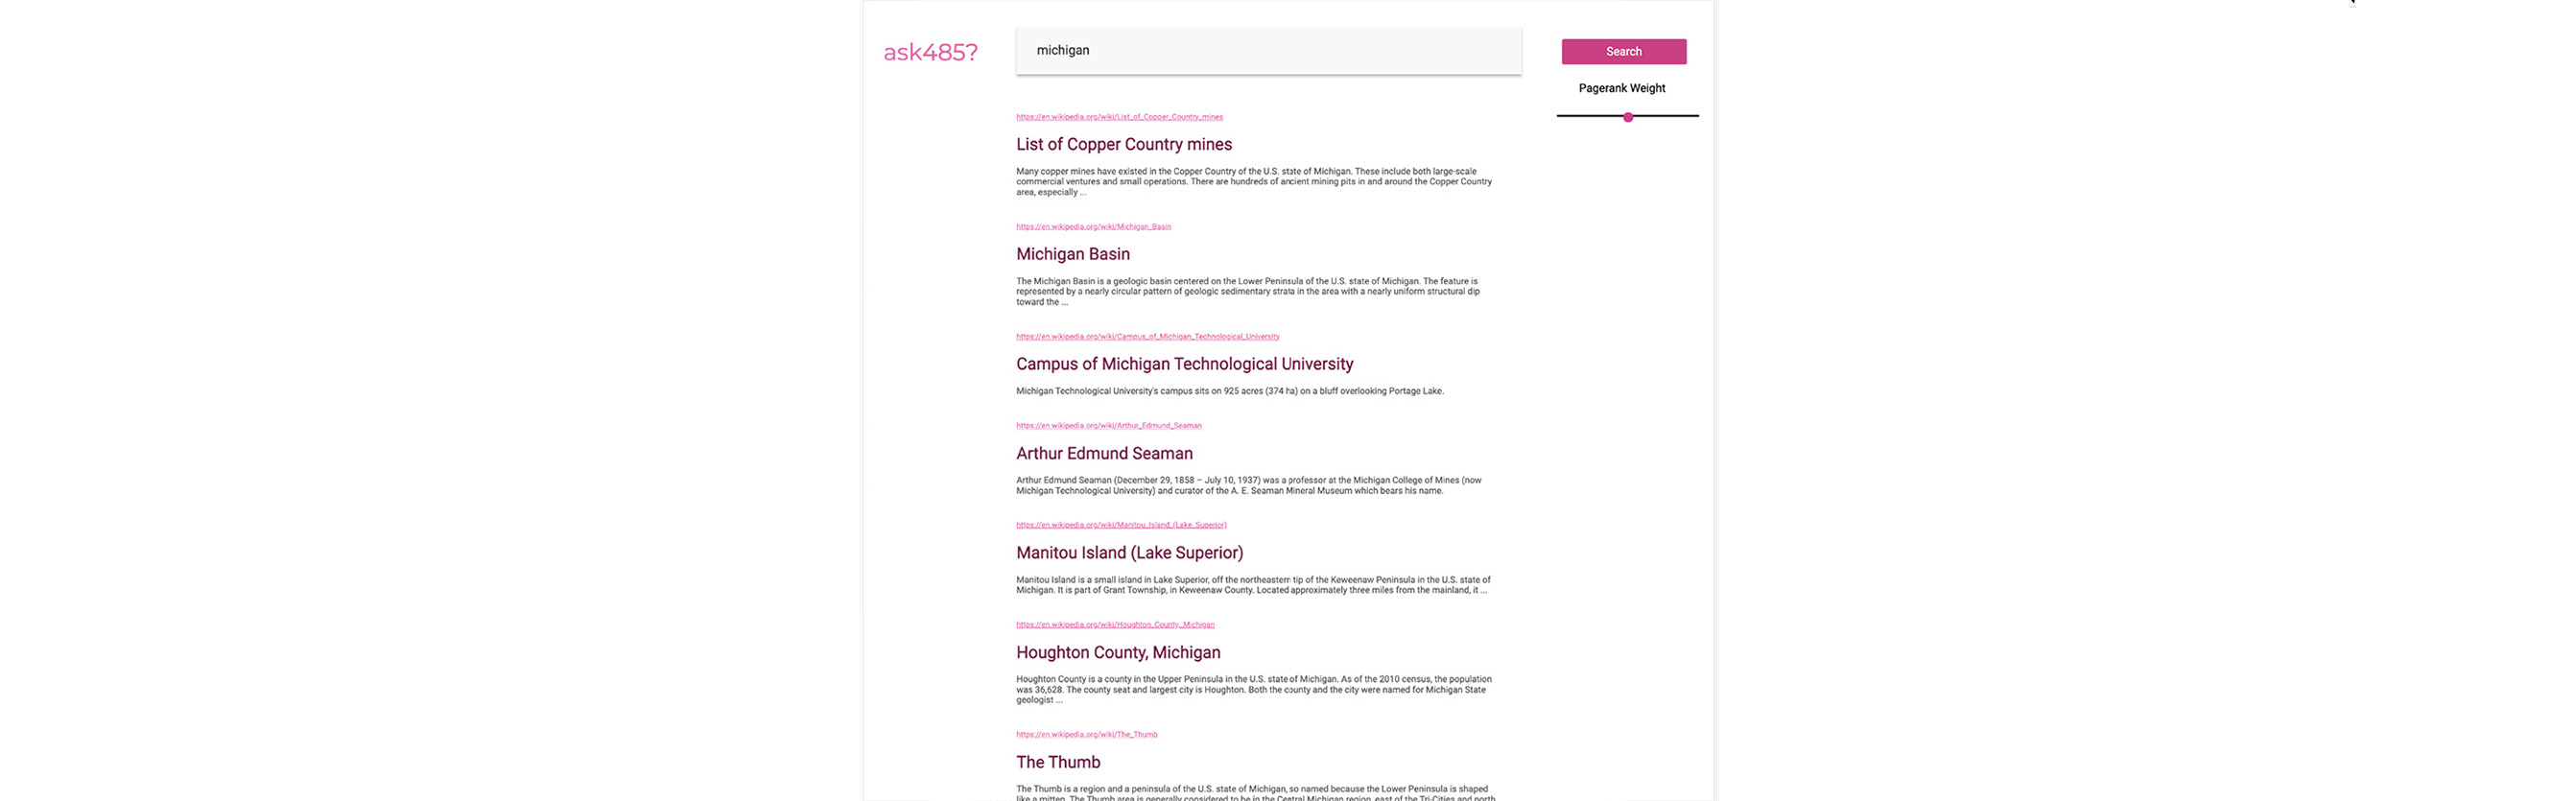 ask485?
michigan
Search
Pagerank Weight
https://en.wikipedia.org/wiki/List_of_Copper_Country_mines
List of Copper Country mines
Many copper mines have existed in the Copper Country of the U.S. state of Michigan. These include both large-scale
commercial ventures and small operations. There are hundreds of ancient mining pits in and around the Copper Country
area, especially ...
https://en.wikipedia.org/wiki/Michigan_Basin
Michigan Basin
The Michigan Basin is a geologic basin centered on the Lower Peninsula of the U.S. state of Michigan. The feature is
represented by a nearly circular pattern of geologic sedimentary strata in the area with a nearly uniform structural dip
toward the ...
https://en.wikipedia.org/wiki/Campus_of_Michigan_Technological_University
Campus of Michigan Technological University
Michigan Technological University's campus sits on 925 acres (374 ha) on a bluff overlooking Portage Lake.
https://en.wikipedia.org/wiki/Arthur_Edmund_Seaman
Arthur Edmund Seaman
Arthur Edmund Seaman (December 29, 1858 – July 10, 1937) was a professor at the Michigan College of Mines (now
Michigan Technological University) and curator of the A. E. Seaman Mineral Museum which bears his name.
https://en.wikipedia.org/wiki/Manitou_Island_(Lake_Superior)
Manitou Island (Lake Superior)
Manitou Island is a small island in Lake Superior, off the northeastern tip of the Keweenaw Peninsula in the U.S. state of
Michigan. It is part of Grant Township, in Keweenaw County. Located approximately three miles from the mainland, it ...
https://en.wikipedia.org/wiki/Houghton_County,_Michigan
Houghton County, Michigan
Houghton County is a county in the Upper Peninsula in the U.S. state of Michigan. As of the 2010 census, the population
was 36,628. The county seat and largest city is Houghton. Both the county and the city were named for Michigan State
geologist ...
https://en.wikipedia.org/wiki/The_Thumb
The Thumb
The Thumb is a region and a peninsula of the U.S. state of Michigan, so named because the Lower Peninsula is shaped
like a mitten. The Thumb area is generally considered to be in the Central Michigan region, east of the Tri-Cities and north